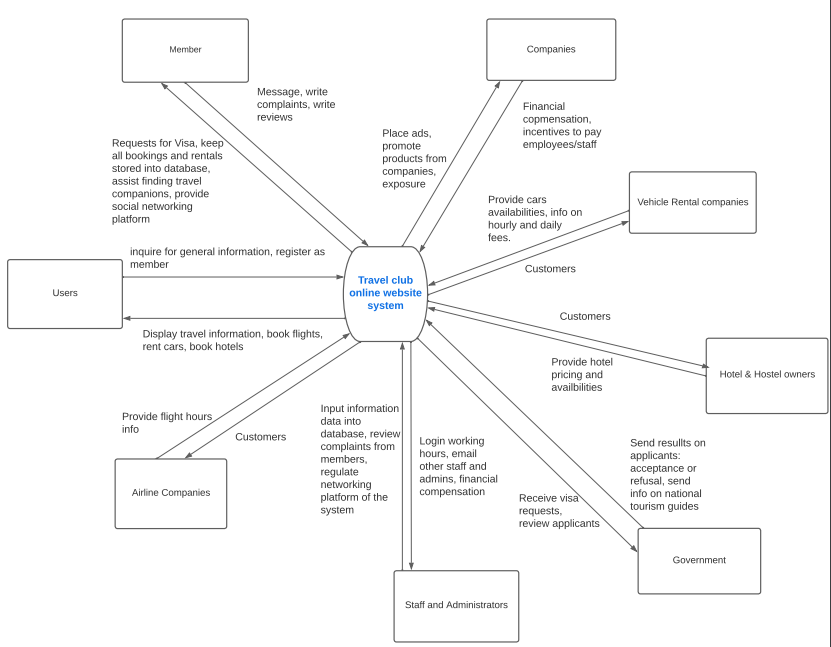 Member
Companies
Message, write
complaints, write
reviews
Financial
copmensation,
incentives to pay
employees/staff
Place ads,
promote
products from
companies,
exposure
Requests for Visa, keep
all bookings and rentals
stored into database,
assist finding travel
companions, provide
social networking
platform
Provide cars
availabilities, info on
hourly and daily
fees.
Vehicle Rental companies
Customers
inquire for general information, register as
member
Users
Travel club
online website
system
Display travel information, book flights,
rent cars, book hotels
Customers
Provide hotel
pricing and
availbilities
Hotel & Hostel owners
Provide flight hours
info
Customers
Airline Companies
Input information
data into
database, review
complaints from
members,
regulate
networking
platform of the
system
Login working
hours, email
other staff and
admins, financial
compensation
Send resullts on
applicants:
acceptance or
refusal, send
info on national
tourism guides
Receive visa
requests,
review applicants
Government
Staff and Administrators